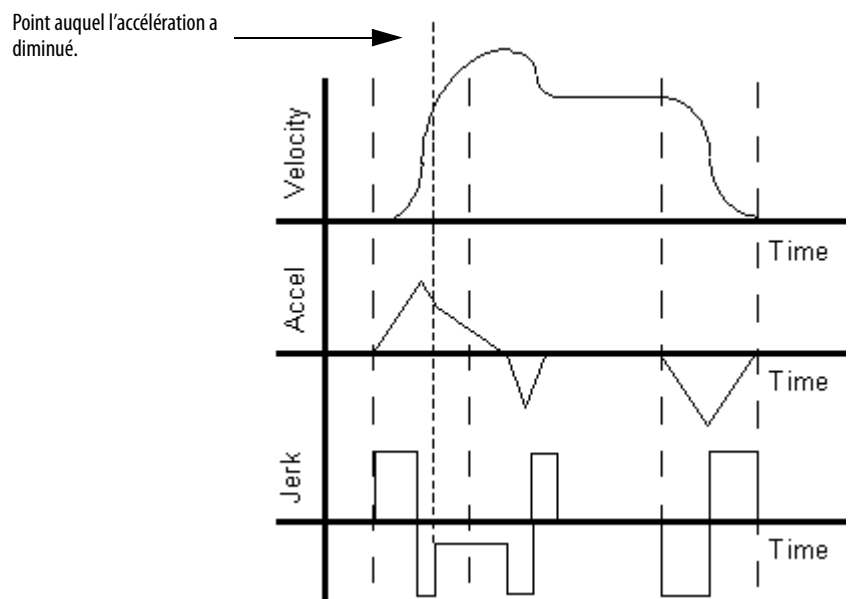 Point auquel l'accélération a
diminué.
Velocity
Time
Accel
Time
Jerk
Time